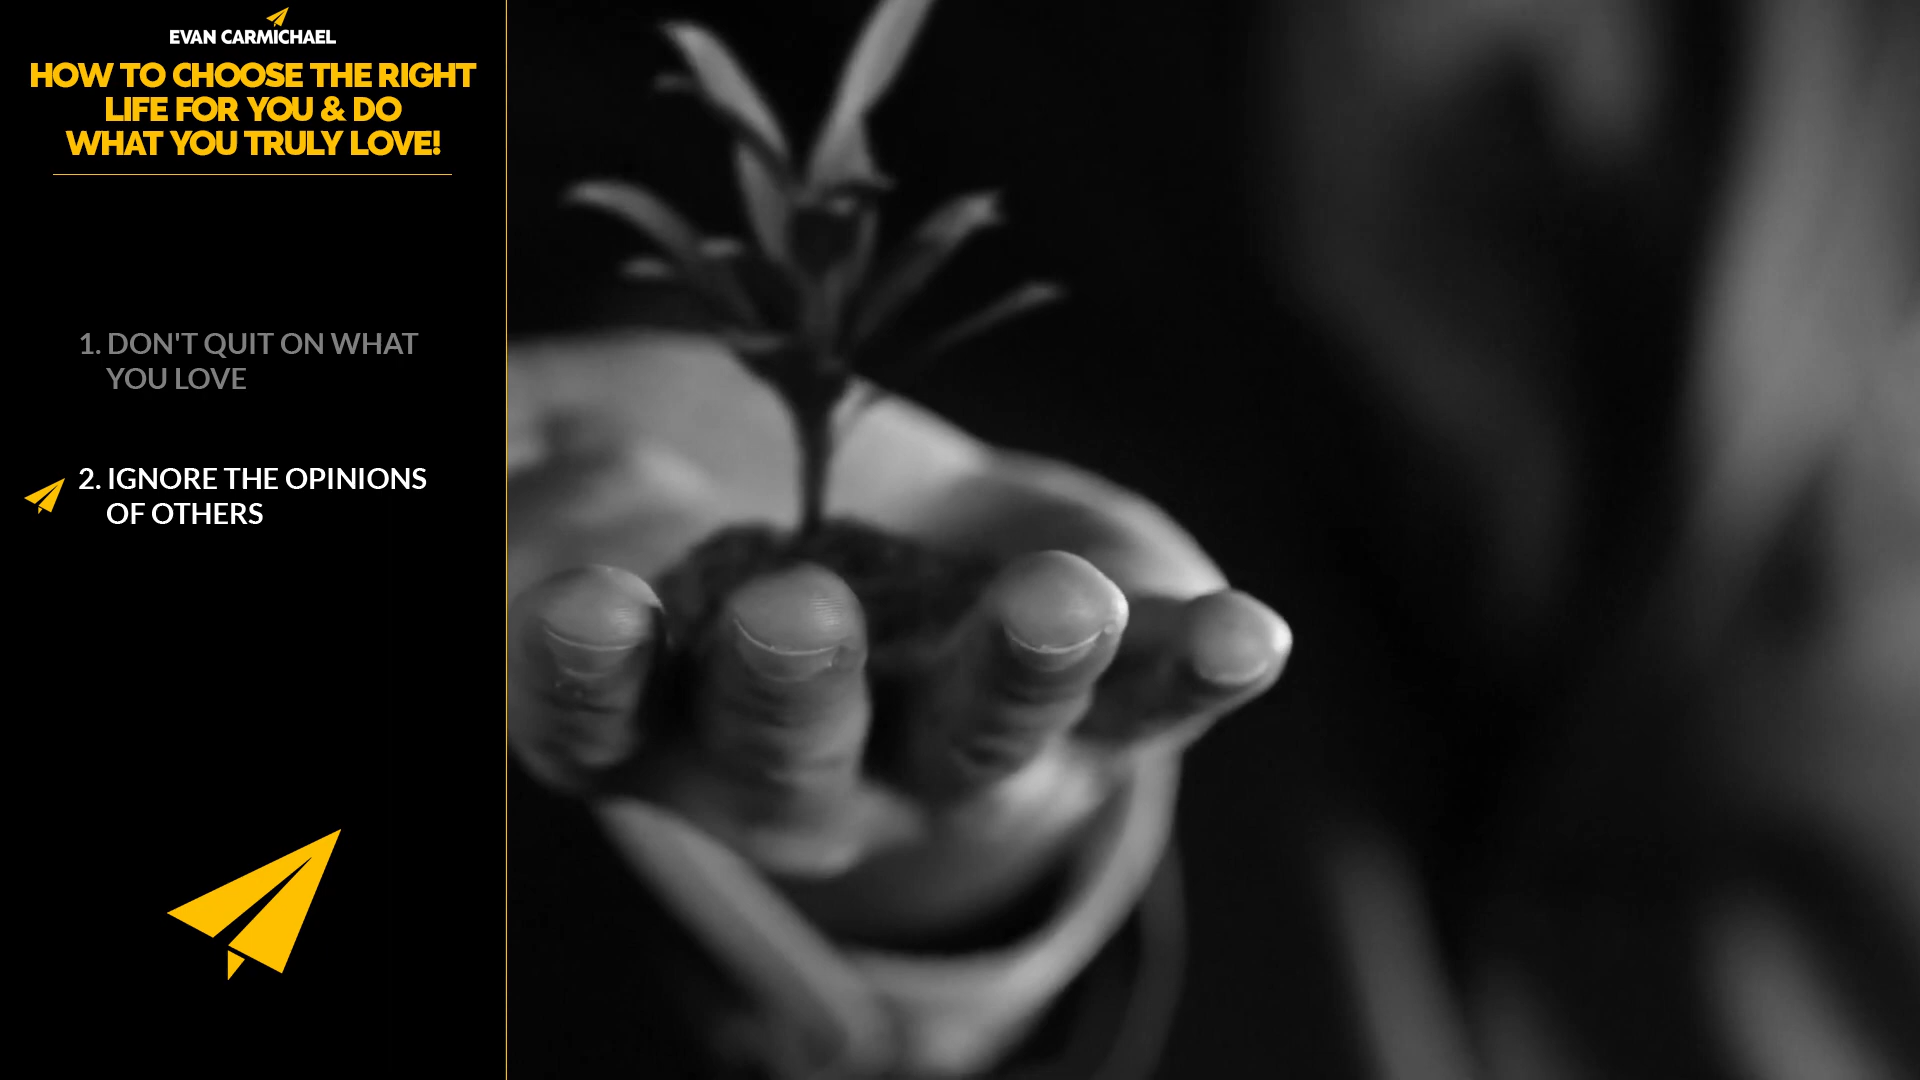 EVAN CARMICHAEL
HOW TO CHOOSE THE RIGHT
LIFE FOR YOU & DO
WHAT YOU TRULY LOVE!
1. DON'T QUIT ON WHAT
YOU LOVE
2. IGNORE THE OPINIONS
OF OTHERS